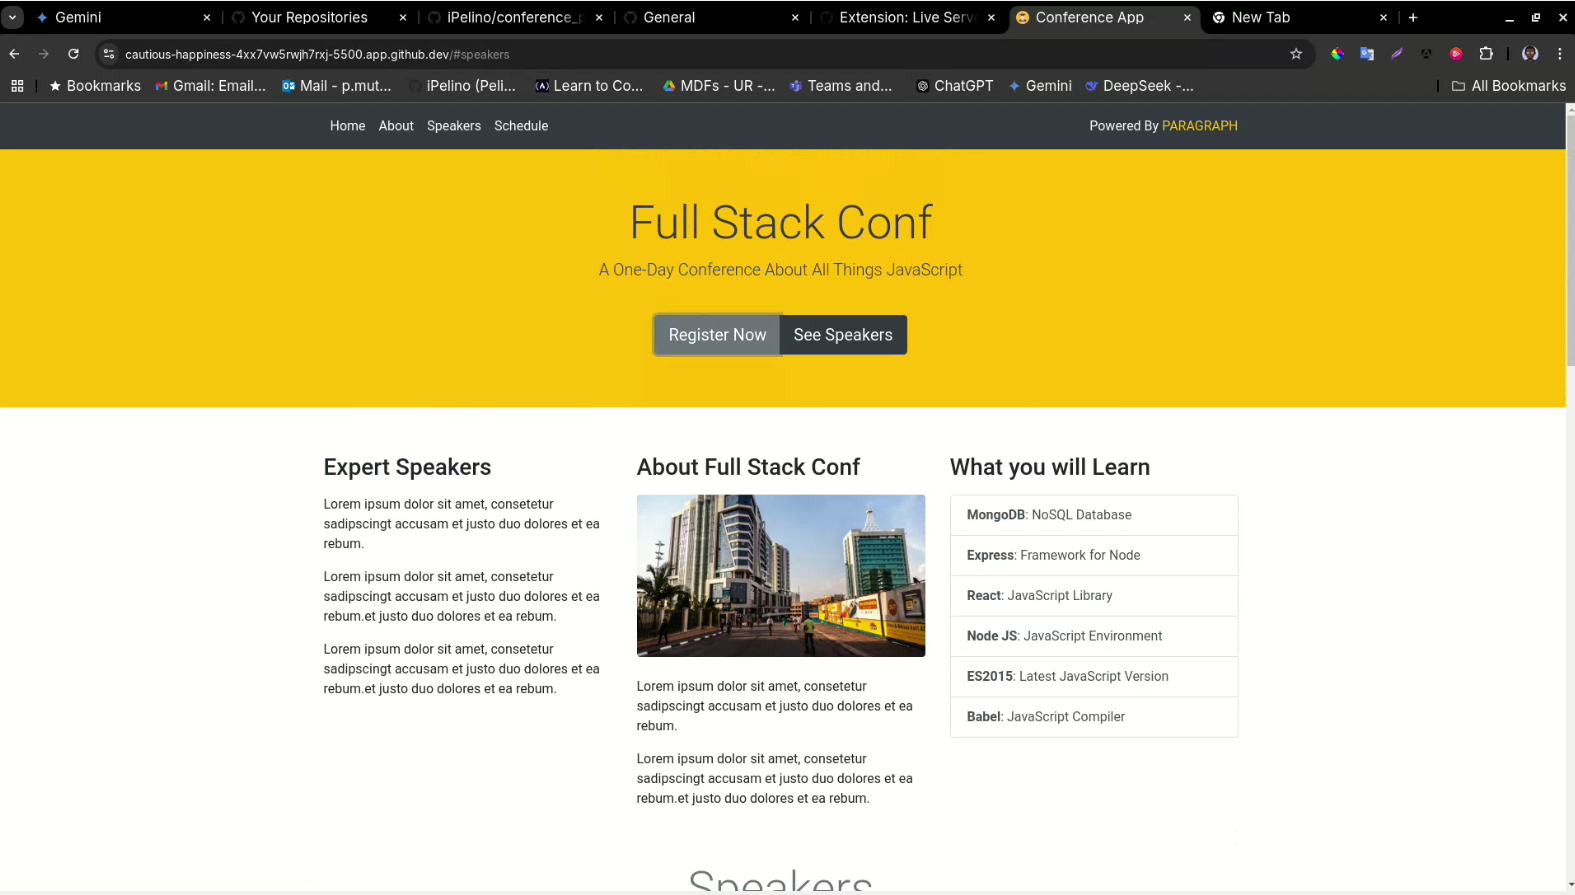 Gemini
Your Repositories
iPelino/conference_p
General
Extension: Live Serve
Conference App
New Tab
cautious-happiness-4xx7vw5rwjh7rxj-5500.app.github.dev/#speakers
Bookmarks
Gmail: Email...
Mail - p.mut...
iPelino (Peli...
Learn to Co...
MDFs - UR -...
Teams and...
ChatGPT
Gemini
DeepSeek -...
All Bookmarks
Home About Speakers Schedule
Powered By PARAGRAPH
Full Stack Conf
A One-Day Conference About All Things JavaScript
Register Now
See Speakers
Expert Speakers
Lorem ipsum dolor sit amet, consetetur
sadipscingt accusam et justo duo dolores et ea
rebum.
Lorem ipsum dolor sit amet, consetetur
sadipscingt accusam et justo duo dolores et ea
rebum.et justo duo dolores et ea rebum.
Lorem ipsum dolor sit amet, consetetur
sadipscingt accusam et justo duo dolores et ea
rebum.et justo duo dolores et ea rebum.
About Full Stack Conf
Lorem ipsum dolor sit amet, consetetur
sadipscingt accusam et justo duo dolores et ea
rebum.
Lorem ipsum dolor sit amet, consetetur
sadipscingt accusam et justo duo dolores et ea
rebum.et justo duo dolores et ea rebum.
What you will Learn
MongoDB: NoSQL Database
Express: Framework for Node
React: JavaScript Library
Node JS: JavaScript Environment
ES2015: Latest JavaScript Version
Babel: JavaScript Compiler
Speakers